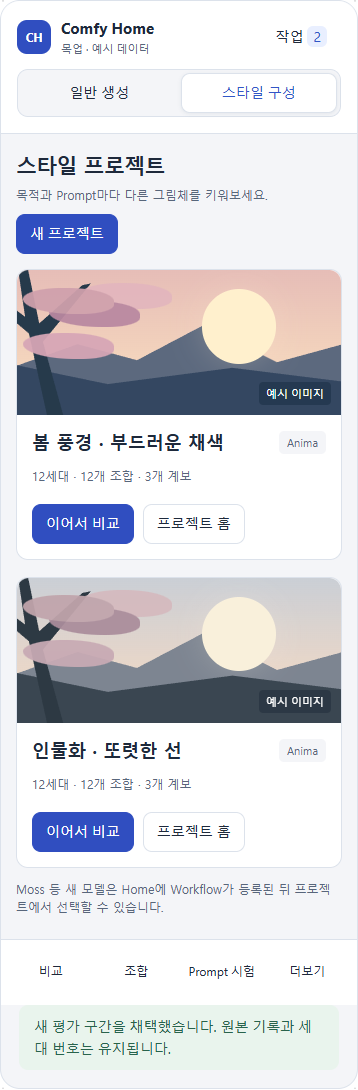 CH
Comfy Home
목업 · 예시 데이터
작업 2
일반 생성
스타일 구성
스타일 프로젝트
목적과 Prompt마다 다른 그림체를 키워보세요.
새 프로젝트
예시 이미지
봄 풍경 · 부드러운 채색
Anima
12세대 · 12개 조합 · 3개 계보
이어서 비교
프로젝트 홈
예시 이미지
인물화 · 또렷한 선
Anima
12세대 · 12개 조합 · 3개 계보
이어서 비교
프로젝트 홈
Moss 등 새 모델은 Home에 Workflow가 등록된 뒤 프로젝
트에서 선택할 수 있습니다.
비교
조합
Prompt 시험
더보기
새 평가 구간을 채택했습니다. 원본 기록과 세
대 번호는 유지됩니다.